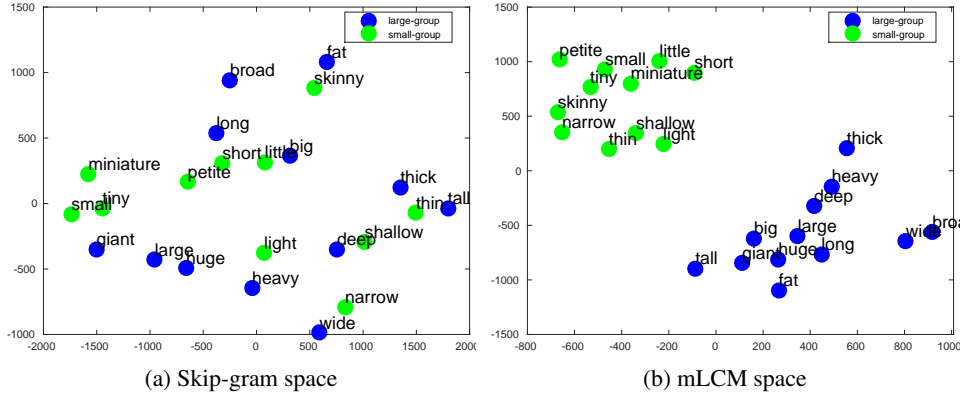 1500
1000
500
0
-500
-1000
-2000 -1500 -1000 -500 0 500 1000 1500 2000
large-group
small-group
fat
broad
skinny
long
big
little
short
miniature
petite
thick
tiny
tall
thin
small
shallow
giant
light
deep
large
huge
heavy
narrow
wide
(a) Skip-gram space
1500
1000
500
0
-500
-1000
-1500
-800 -600 -400 -200 0 200 400 600 800 1000
large-group
small-group
petite
small
little
short
tiny
miniature
skinny
narrow
shallow
thin
light
thick
heavy
deep
big
large
wide
broa
tall
giant
huge
long
fat
(b) mLCM space